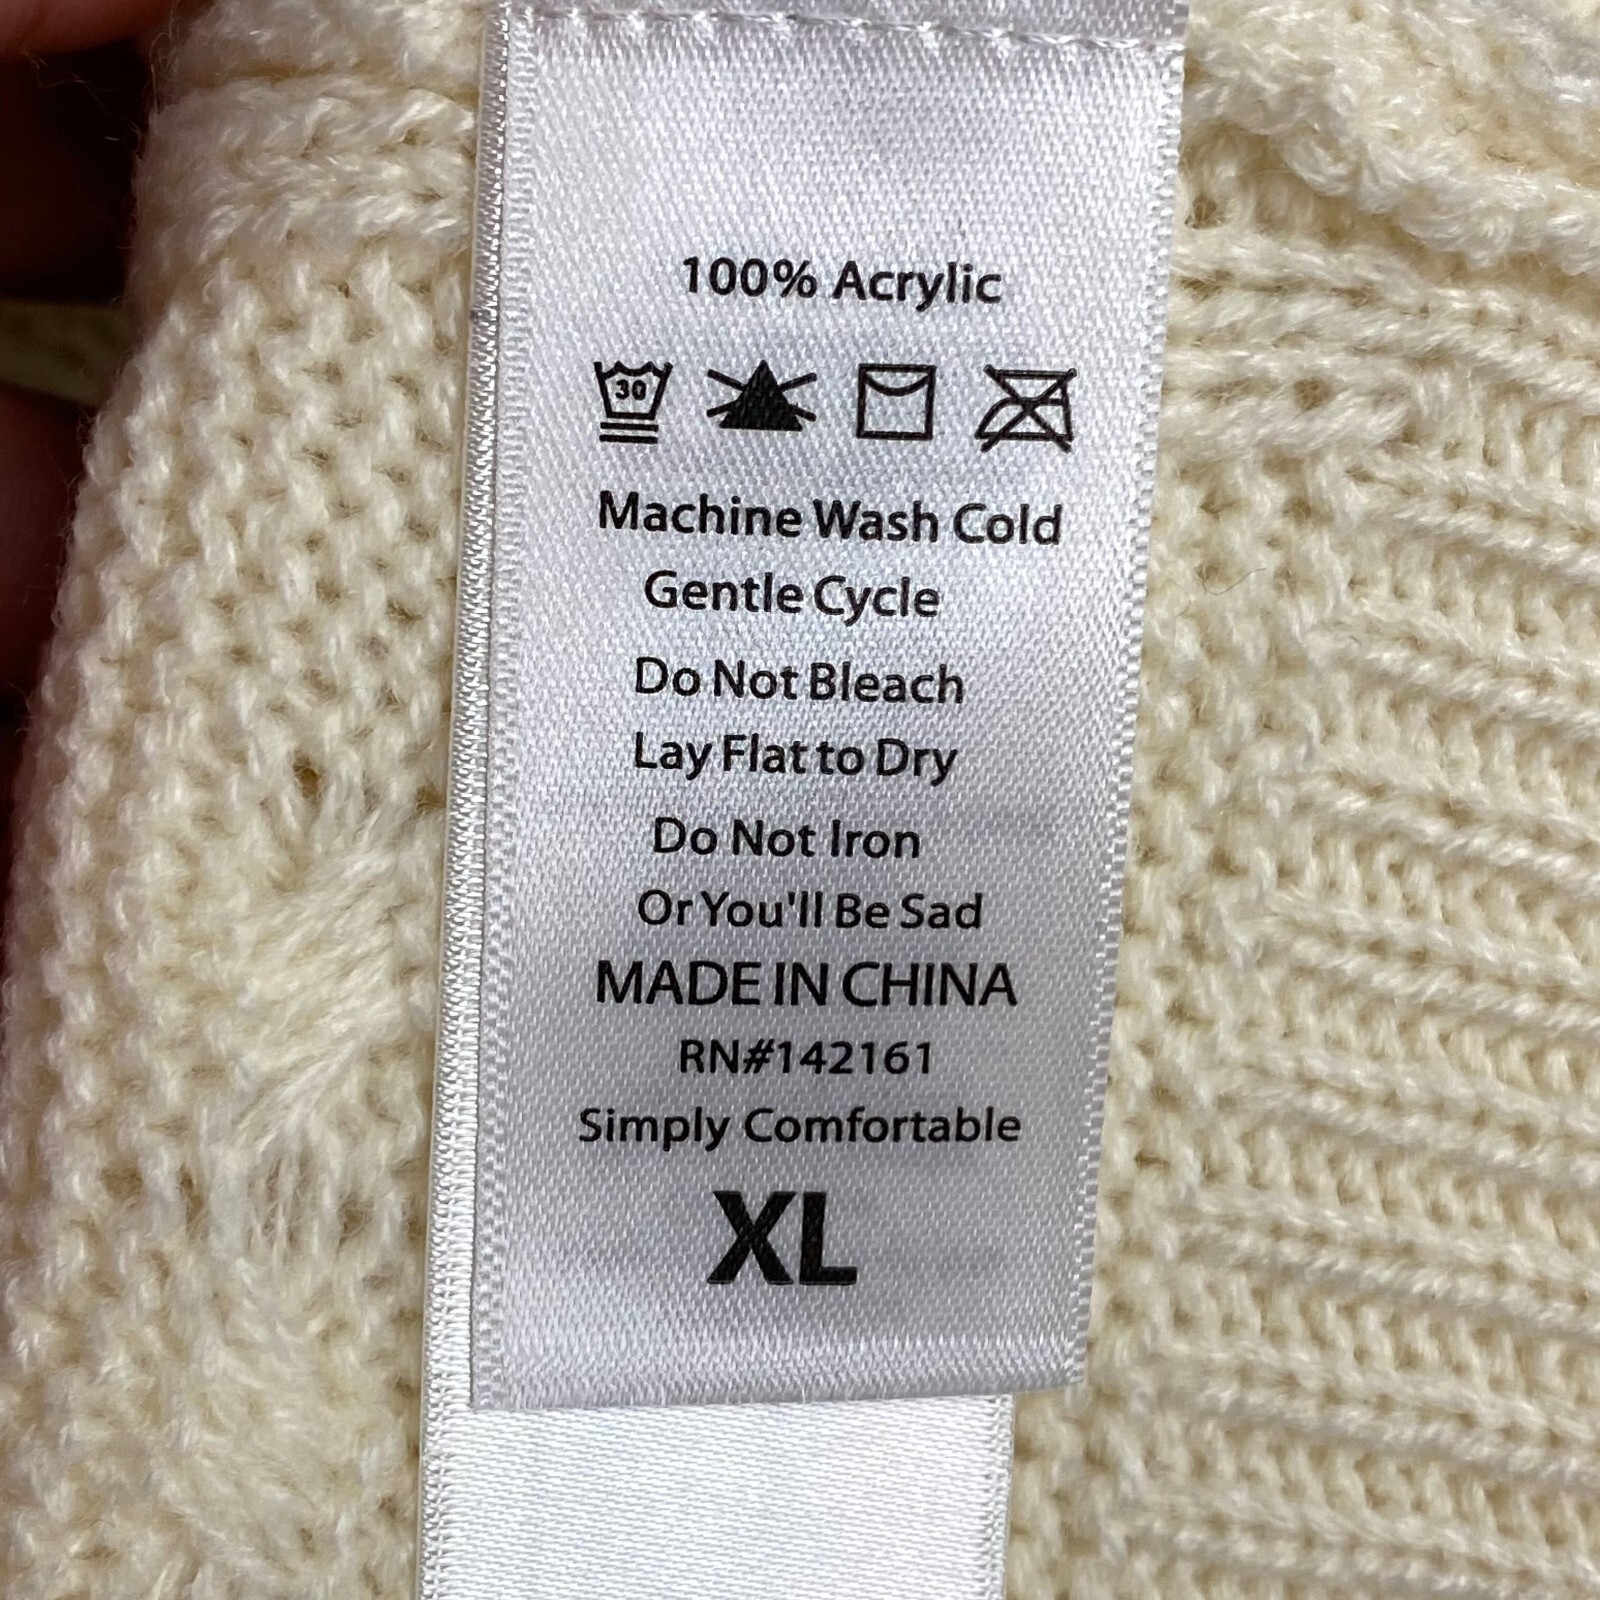 100% Acrylic
30
Machine Wash Cold
Gentle Cycle
Do Not Bleach
Lay Flat to Dry
Do Not Iron
Or You'll Be Sad
MADE IN CHINA
RN#142161
Simply Comfortable
XL